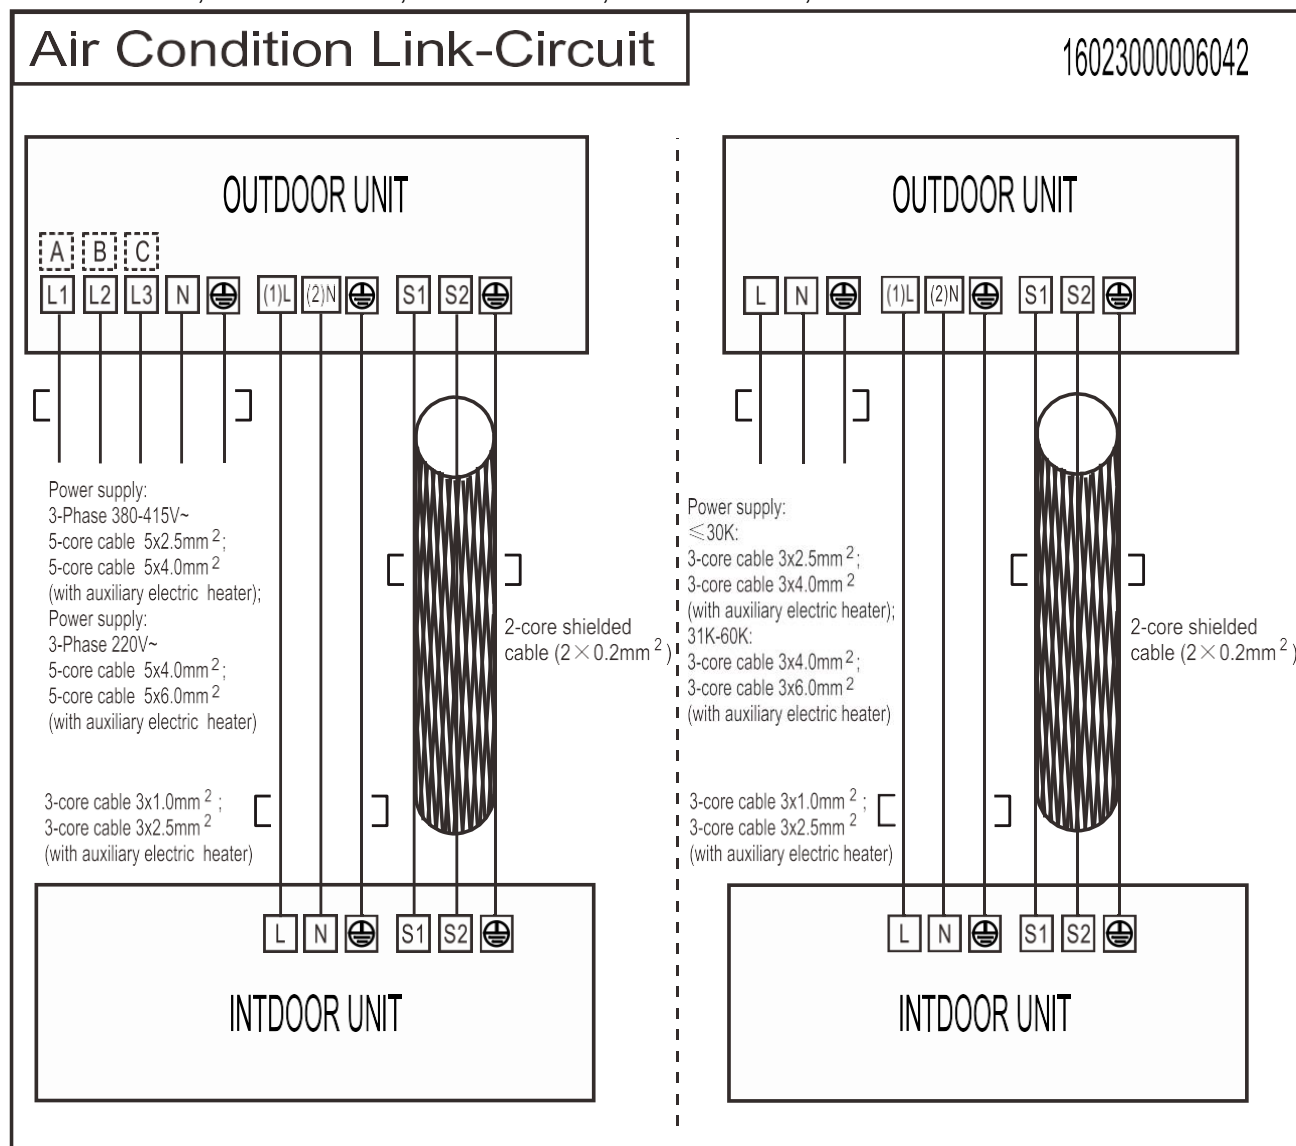 Air Condition Link-Circuit
16023000006042
OUTDOOR UNIT
A B C
L1 L2 L3 N (1)L (2)N S1 S2
Power supply:
3-Phase 380-415V~
5-core cable 5x2.5mm²;
5-core cable 5x4.0mm²
(with auxiliary electric heater);
Power supply:
3-Phase 220V~
5-core cable 5x4.0mm²;
5-core cable 5x6.0mm²
(with auxiliary electric heater)
2-core shielded
cable (2×0.2mm²)
3-core cable 3x1.0mm²;
3-core cable 3x2.5mm²
(with auxiliary electric heater)
L N S1 S2
INTDOOR UNIT
OUTDOOR UNIT
L N (1)L (2)N S1 S2
Power supply:
≤30K:
3-core cable 3x2.5mm²;
3-core cable 3x4.0mm²
(with auxiliary electric heater);
31K-60K:
3-core cable 3x4.0mm²;
3-core cable 3x6.0mm²
(with auxiliary electric heater)
2-core shielded
cable (2×0.2mm²)
3-core cable 3x1.0mm²;
3-core cable 3x2.5mm²
(with auxiliary electric heater)
L N S1 S2
INTDOOR UNIT